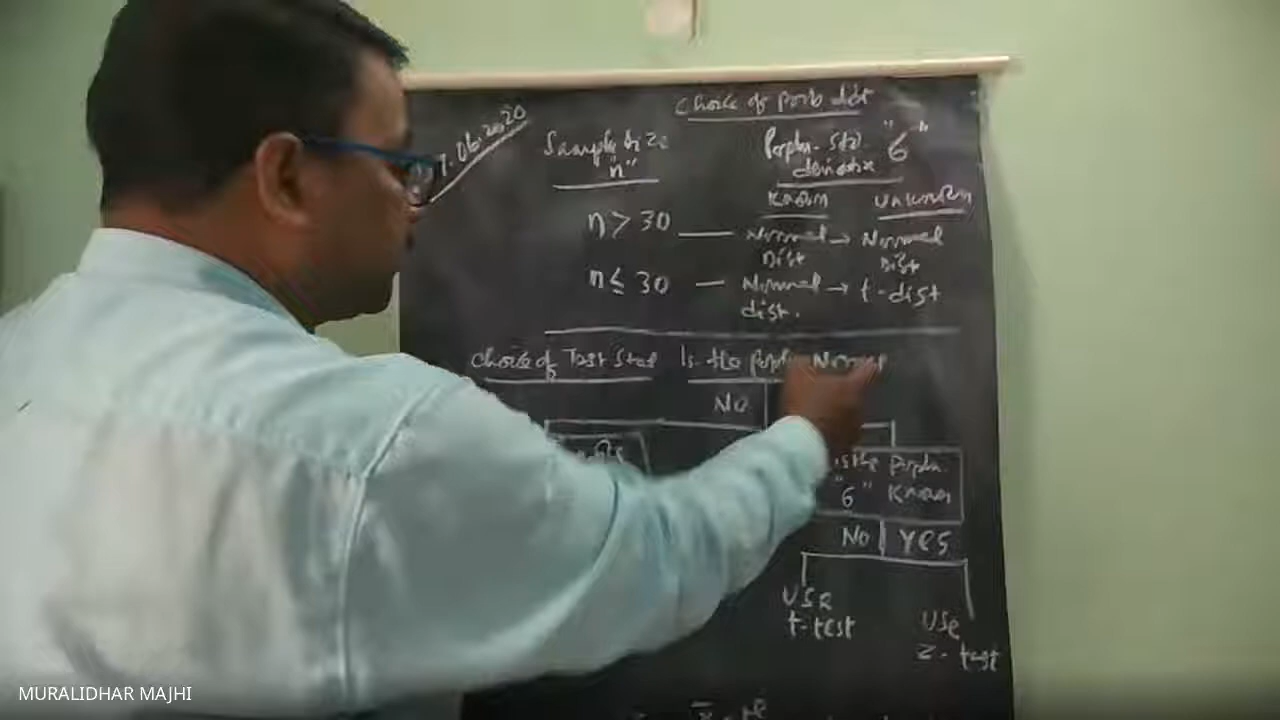 Choice of Prob dist
7.06.2020
Sample Size
"n"
Popln. Std. "σ"
deviation
Known Unknown
n > 30 — Normal Dist → Normal Dist
n ≤ 30 — Normal dist. → t-dist
Choice of Test Stat Is the Popln Normal
No
is the popln.
"σ" Known
No | YES
USE
t-test
USE
Z-test
MURALIDHAR MAJHI